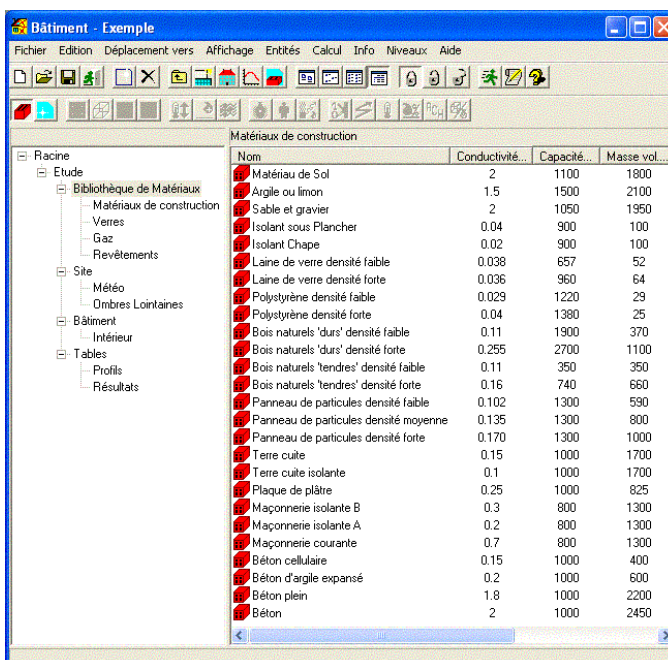 Bâtiment - Exemple
Fichier Edition Déplacement vers Affichage Entités Calcul Info Niveaux Aide
Matériaux de construction
Racine
Etude
Bibliothèque de Matériaux
Matériaux de construction
Verres
Gaz
Revêtements
Site
Météo
Ombres Lointaines
Bâtiment
Intérieur
Tables
Profils
Résultats
Nom Conductivité... Capacité... Masse vol....
Matériau de Sol 2 1100 1800
Argile ou limon 1.5 1500 2100
Sable et gravier 2 1050 1950
Isolant sous Plancher 0.04 900 100
Isolant Chape 0.02 900 100
Laine de verre densité faible 0.038 657 52
Laine de verre densité forte 0.036 960 64
Polystyrène densité faible 0.029 1220 29
Polystyrène densité forte 0.04 1380 25
Bois naturels 'durs' densité faible 0.11 1900 370
Bois naturels 'durs' densité forte 0.255 2700 1100
Bois naturels 'tendres' densité faible 0.11 350 350
Bois naturels 'tendres' densité forte 0.16 740 660
Panneau de particules densité faible 0.102 1300 590
Panneau de particules densité moyenne 0.135 1300 800
Panneau de particules densité forte 0.170 1300 1000
Terre cuite 0.15 1000 1700
Terre cuite isolante 0.1 1000 1700
Plaque de plâtre 0.25 1000 825
Maçonnerie isolante B 0.3 800 1300
Maçonnerie isolante A 0.2 800 1300
Maçonnerie courante 0.7 800 1300
Béton cellulaire 0.15 1000 400
Béton d'argile expansé 0.2 1000 600
Béton plein 1.8 1000 2200
Béton 2 1000 2450